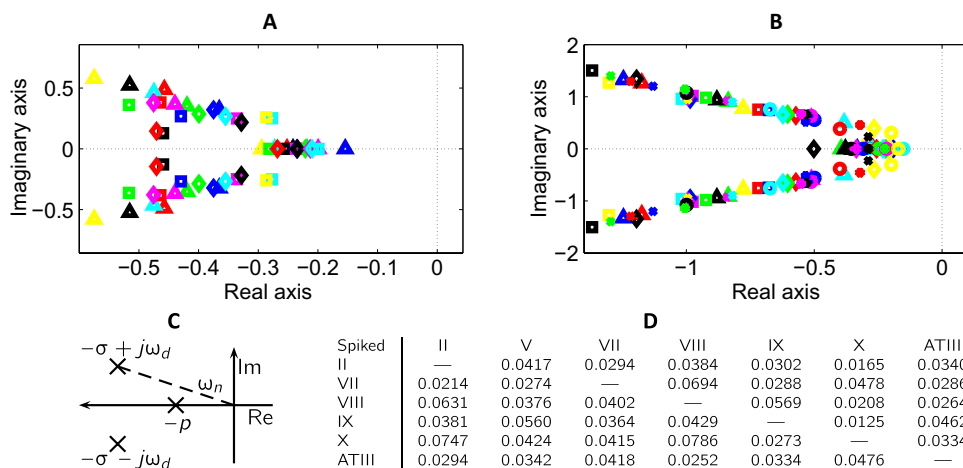 A
B
0.5
0
−0.5
Imaginary axis
−0.5
−0.4
−0.3
−0.2
−0.1
0
Real axis
2
1
0
−1
−2
Imaginary axis
−1
−0.5
0
Real axis
C
−σ + jω_d
Im
ω_n
Re
−p
−σ − jω_d
D
Spiked II V VII VIII IX X ATIII
II — 0.0417 0.0294 0.0384 0.0302 0.0165 0.0340
VII 0.0214 0.0274 — 0.0694 0.0288 0.0478 0.0286
VIII 0.0631 0.0376 0.0402 — 0.0569 0.0208 0.0264
IX 0.0381 0.0560 0.0364 0.0429 — 0.0125 0.0462
X 0.0747 0.0424 0.0415 0.0786 0.0273 — 0.0334
ATIII 0.0294 0.0342 0.0418 0.0252 0.0334 0.0476 —